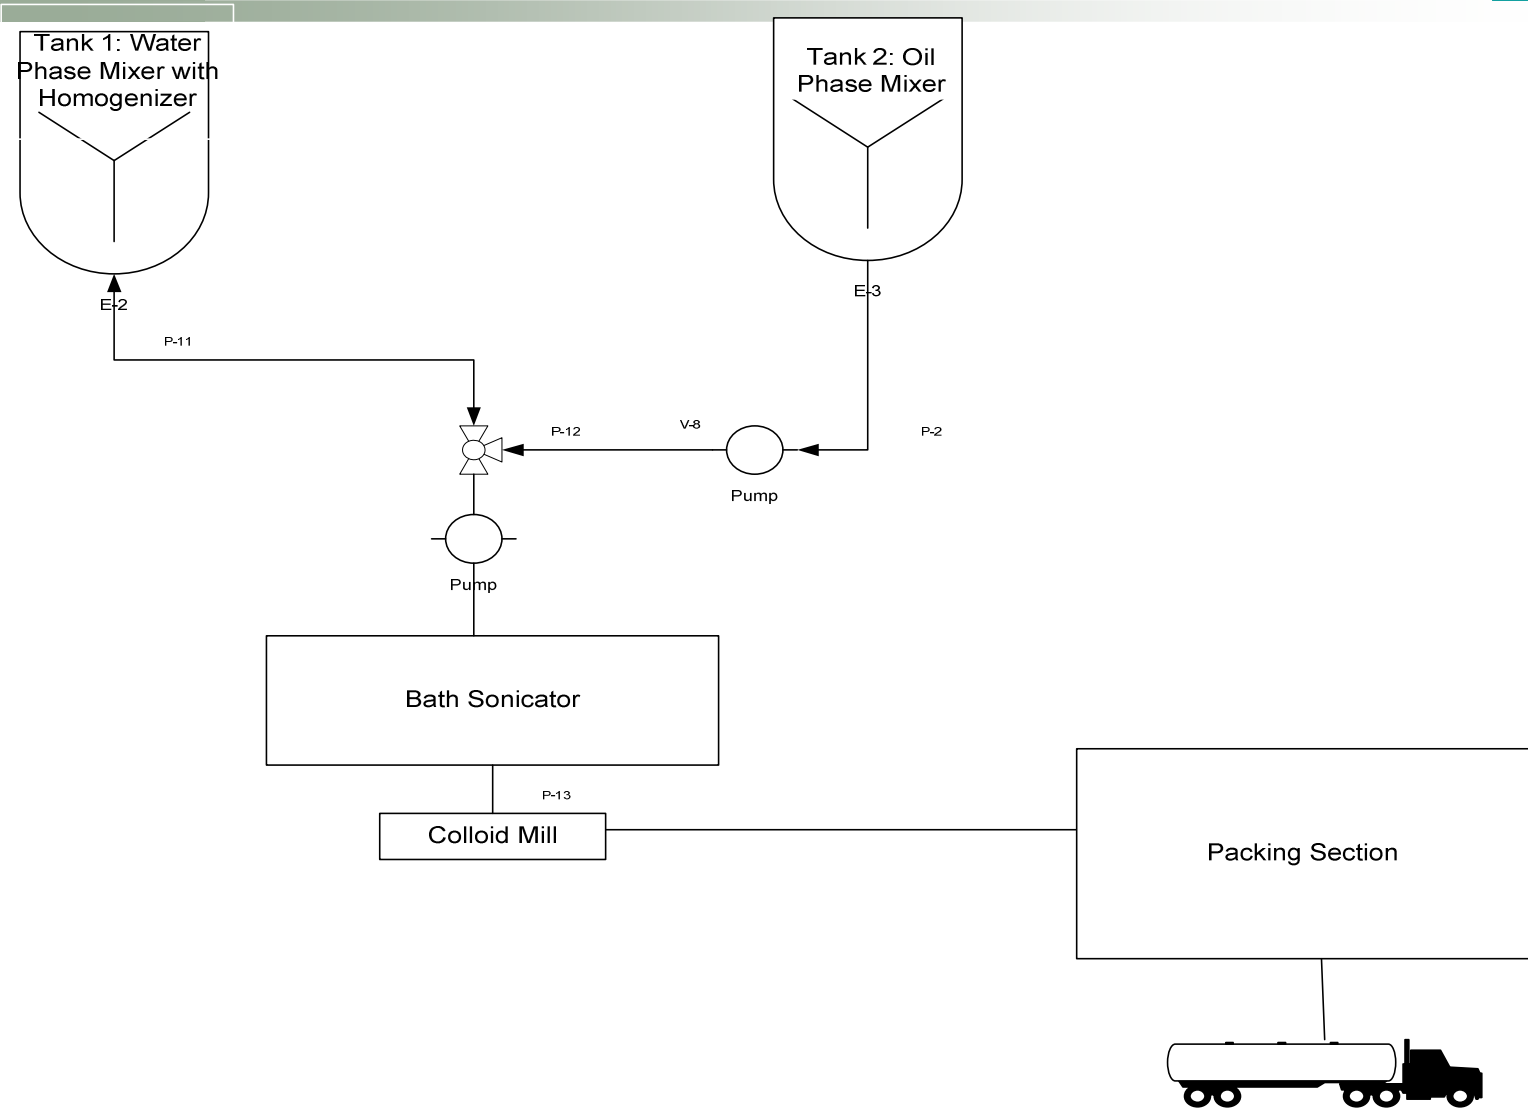 Tank 1: Water
Phase Mixer with
Homogenizer
Tank 2: Oil
Phase Mixer
E-2
E-3
P-11
P-12
V-8
P-2
Pump
Pump
Bath Sonicator
P-13
Colloid Mill
Packing Section